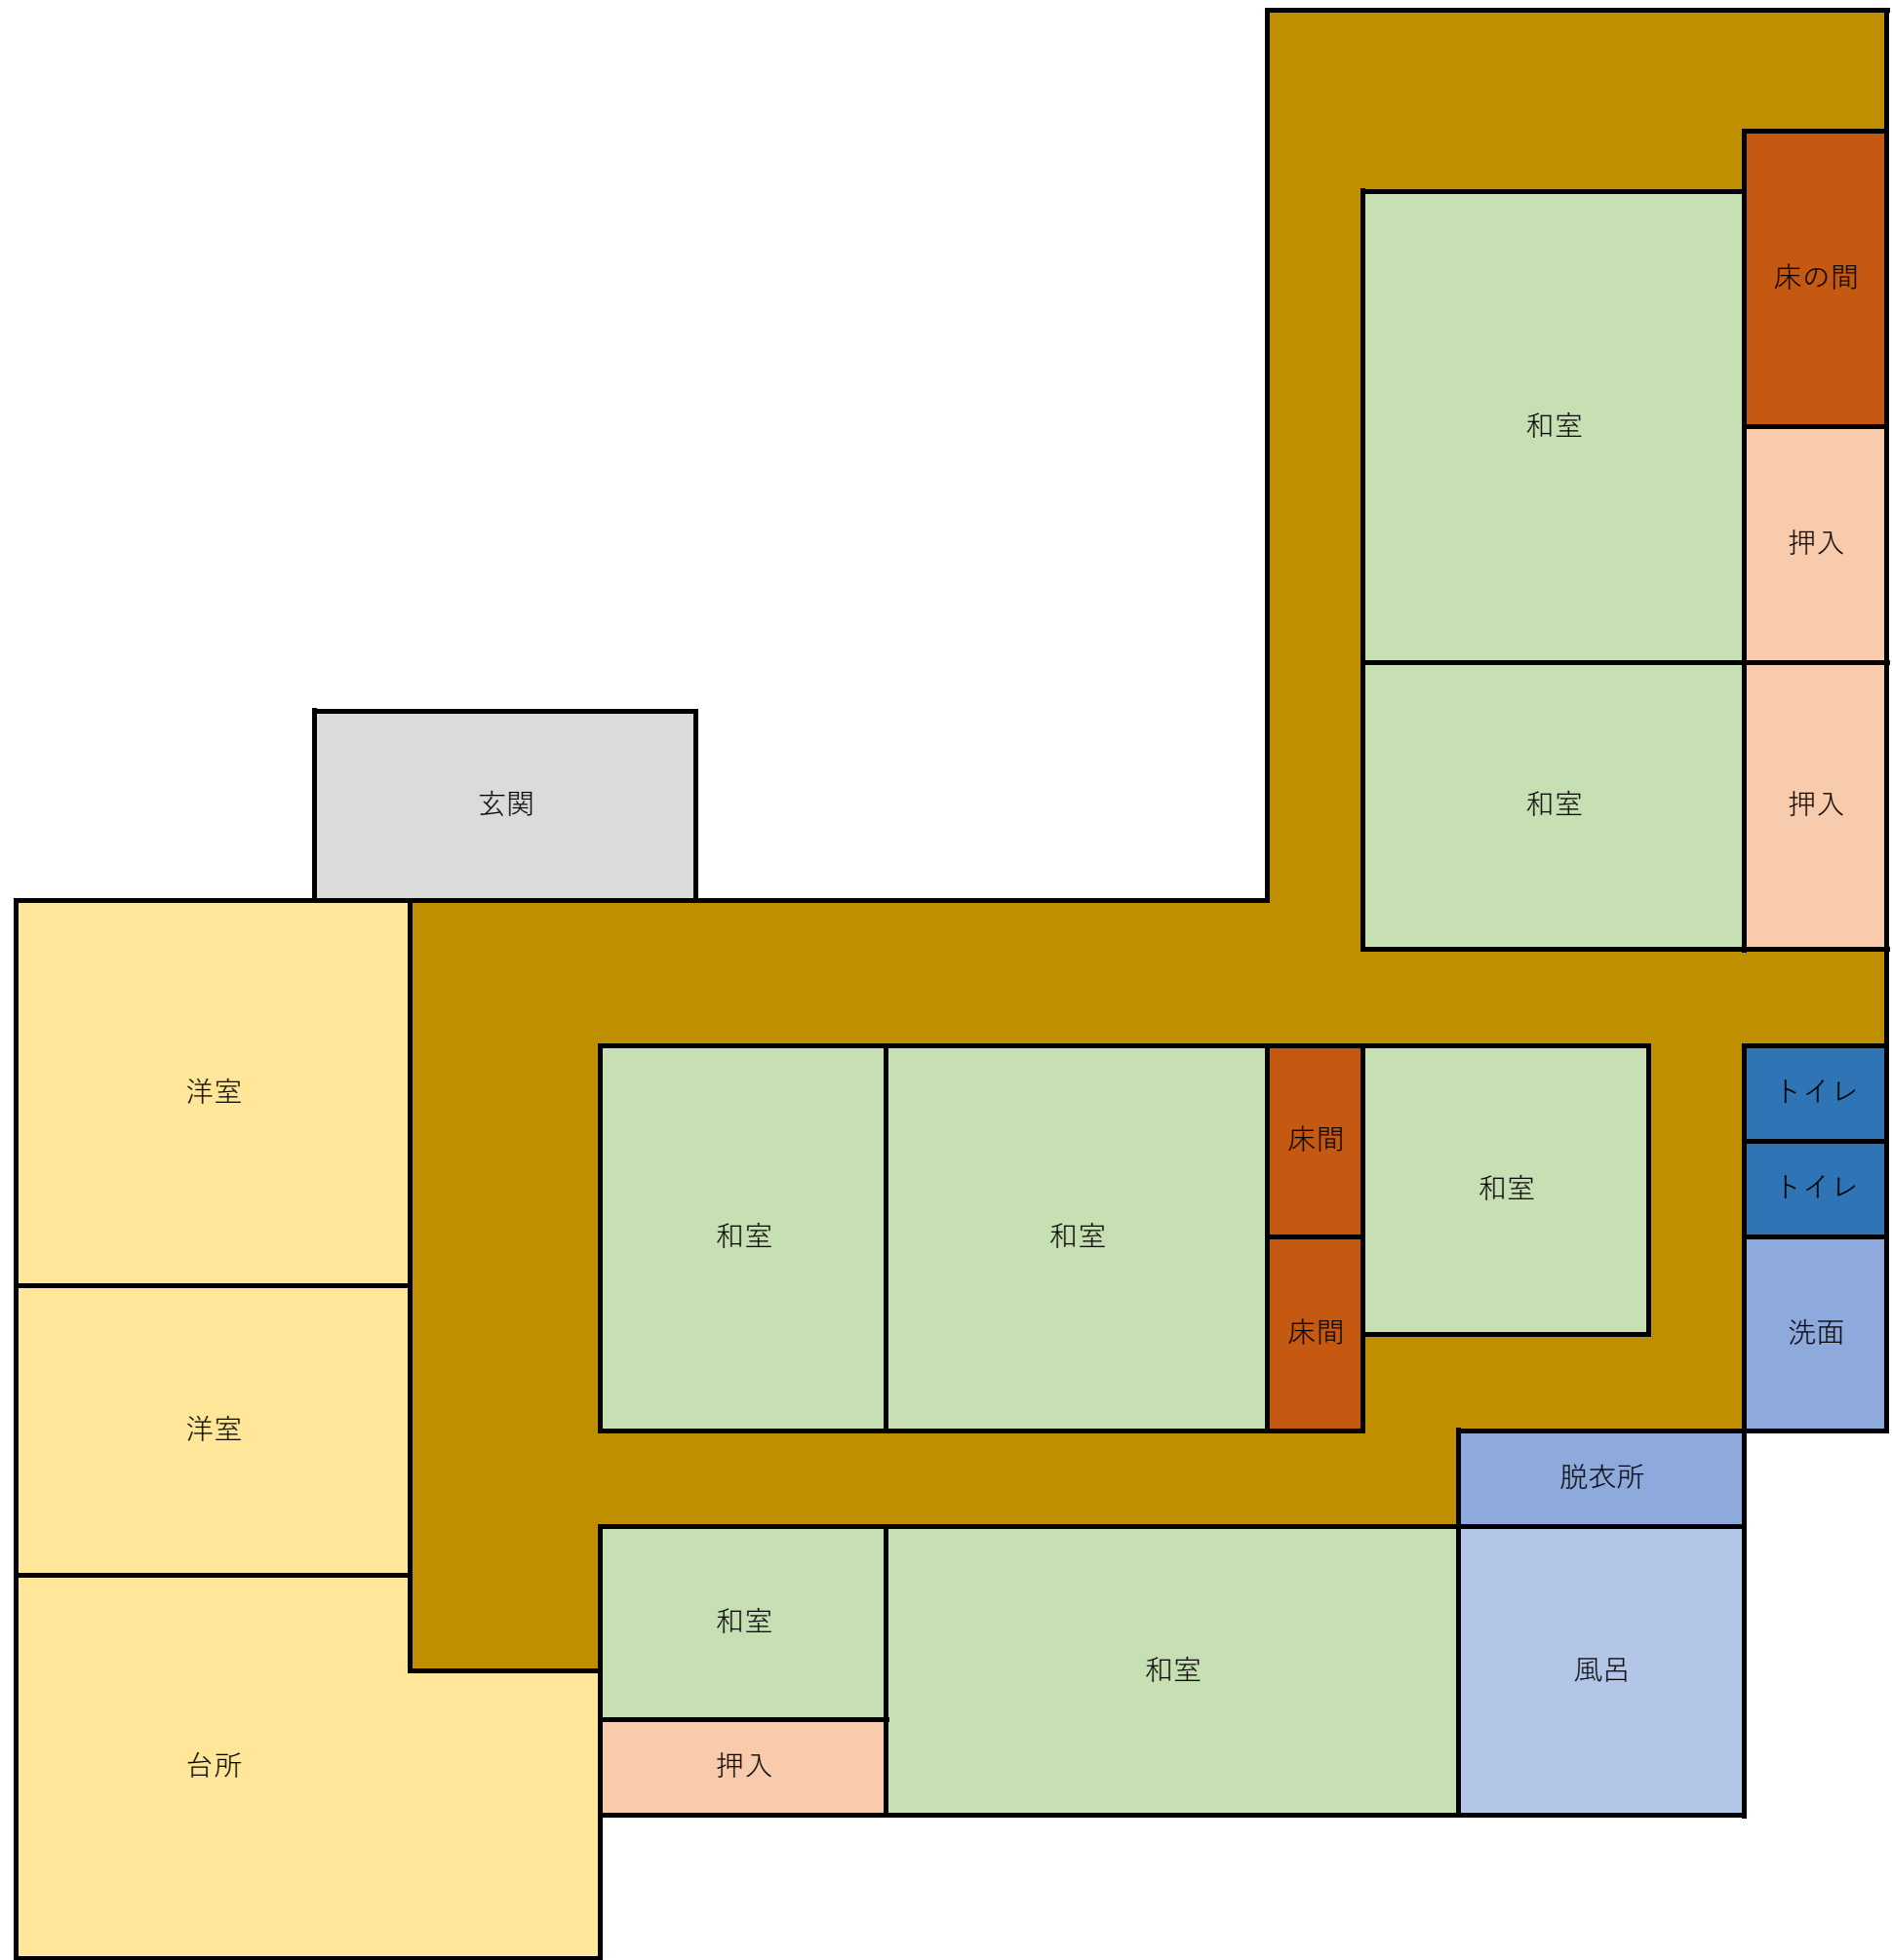 床の間
和室
押入
玄関
和室
押入
洋室
トイレ
床間
和室
トイレ
和室
和室
床間
洗面
洋室
脱衣所
和室
和室
風呂
台所
押入